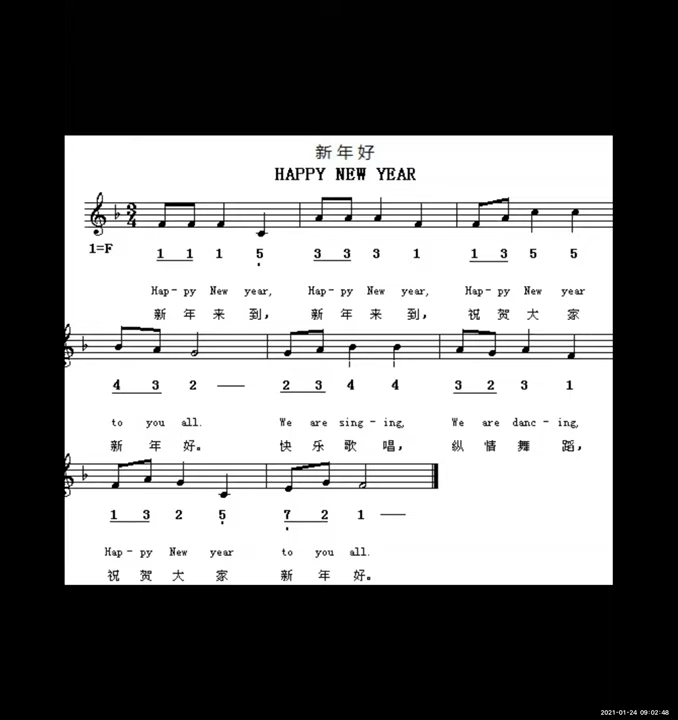 新年好
HAPPY NEW YEAR
3
4
1=F
1 1 1 5 3 3 3 1 1 3 5 5
Hap- py New year, Hap- py New year, Hap- py New year
新 年 来 到, 新 年 来 到, 祝 贺 大 家
4 3 2 — 2 3 4 4 3 2 3 1
to you all. We are sing - ing, We are danc- ing,
新 年 好。 快 乐 歌 唱, 纵 情 舞 蹈,
1 3 2 5 7 2 1 —
Hap- py New year to you all.
祝 贺 大 家 新 年 好。
2021-01-24 09:02:48